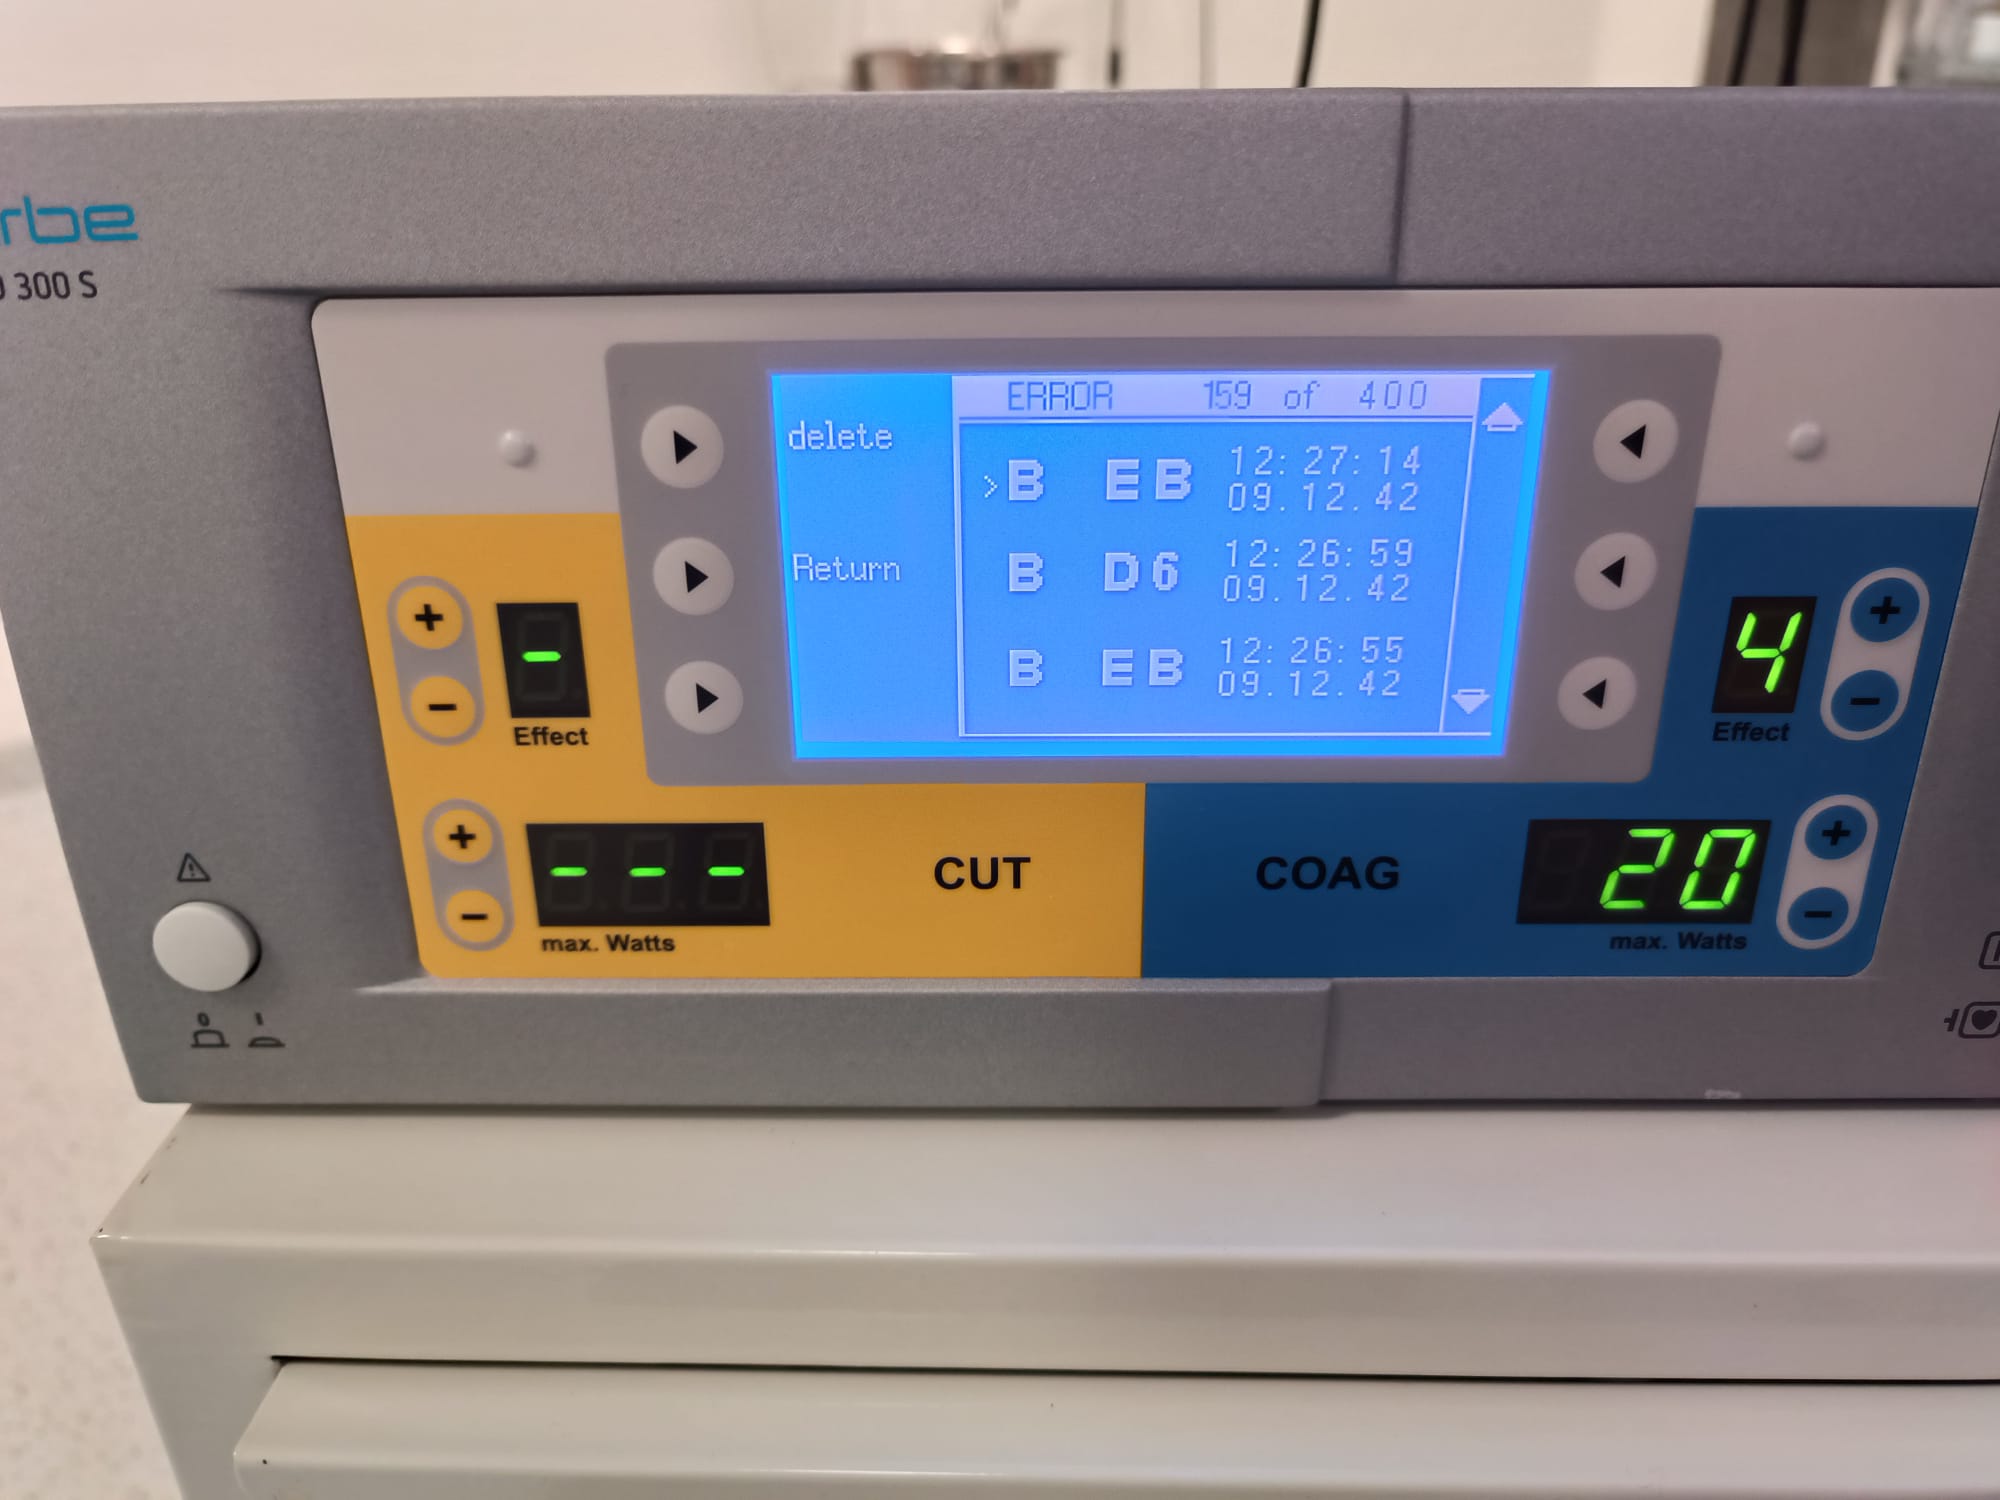 rbe
300 S
ERROR 159 of 400
delete
>B EB 12:27:14
09.12.42
Return
B D6 12:26:59
09.12.42
B EB 12:26:55
09.12.42
+
-
-
Effect
4
+
-
Effect
+
-
---
max. Watts
CUT
COAG
20
max. Watts
+
-
0 I